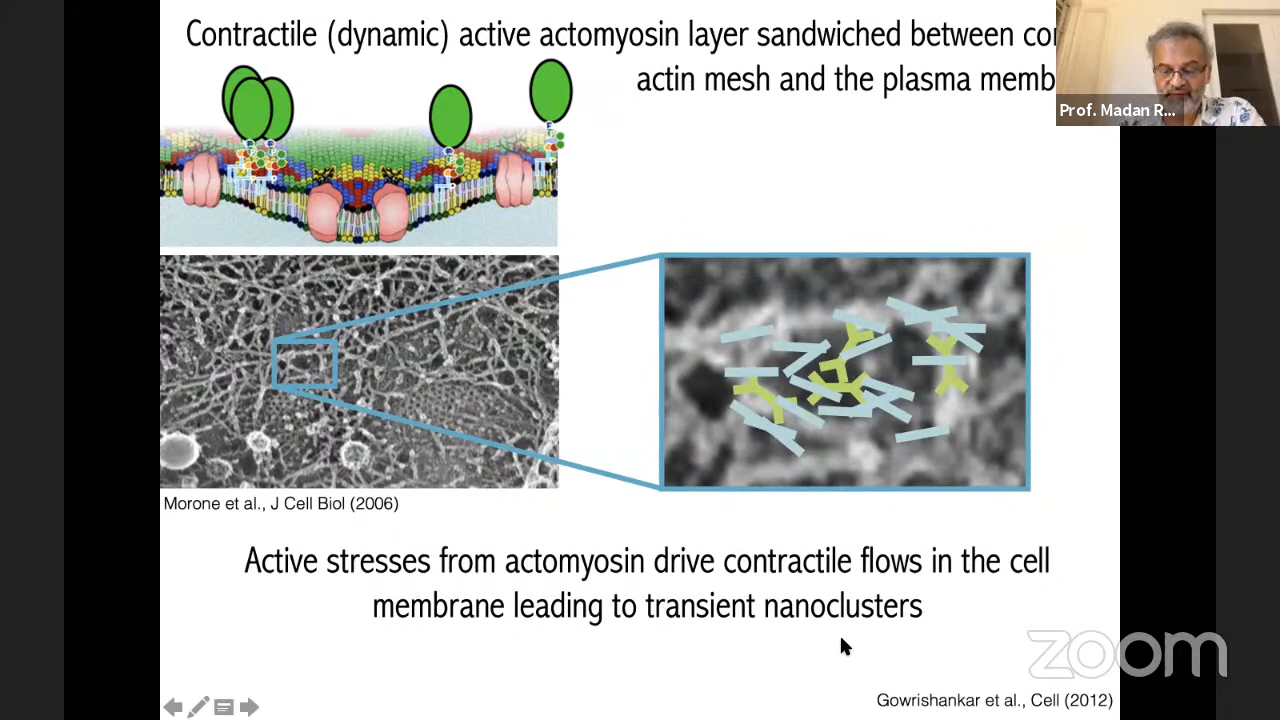 Contractile (dynamic) active actomyosin layer sandwiched between
actin mesh and the plasma memb
Prof. Madan R...
Morone et al., J Cell Biol (2006)
Active stresses from actomyosin drive contractile flows in the cell
membrane leading to transient nanoclusters
zoom
Gowrishankar et al., Cell (2012)